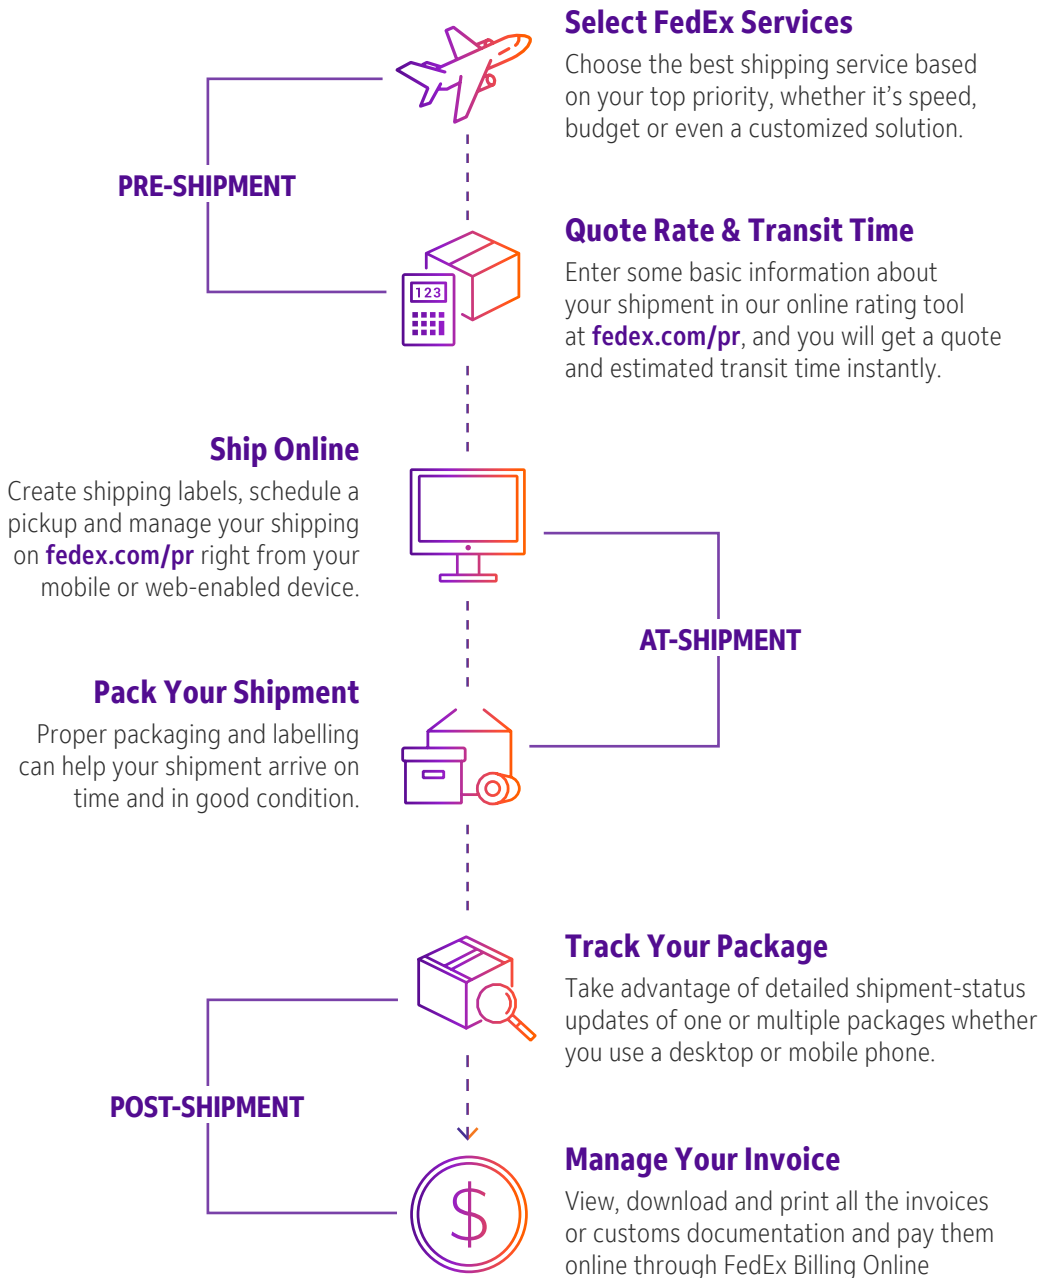 Select FedEx Services
Choose the best shipping service based
on your top priority, whether it’s speed,
budget or even a customized solution.
PRE-SHIPMENT
Quote Rate & Transit Time
Enter some basic information about
your shipment in our online rating tool
at fedex.com/pr, and you will get a quote
and estimated transit time instantly.
123
Ship Online
Create shipping labels, schedule a
pickup and manage your shipping
on fedex.com/pr right from your
mobile or web-enabled device.
AT-SHIPMENT
Pack Your Shipment
Proper packaging and labelling
can help your shipment arrive on
time and in good condition.
Track Your Package
Take advantage of detailed shipment-status
updates of one or multiple packages whether
you use a desktop or mobile phone.
POST-SHIPMENT
Manage Your Invoice
View, download and print all the invoices
or customs documentation and pay them
online through FedEx Billing Online
$